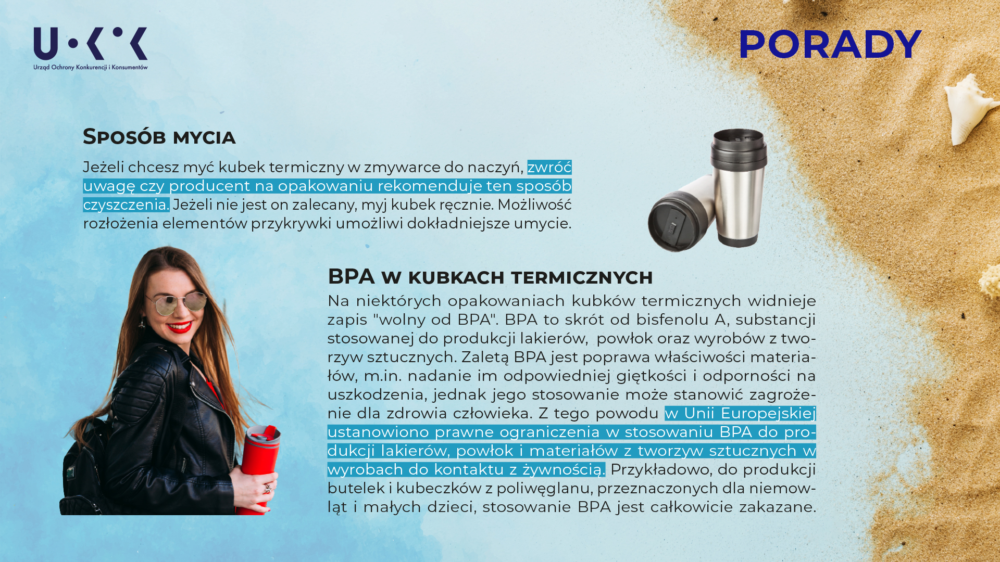 U·K·K
Urząd Ochrony Konkurencji i Konsumentów
PORADY
Sposób mycia
Jeżeli chcesz myć kubek termiczny w zmywarce do naczyń, zwróć
uwagę czy producent na opakowaniu rekomenduje ten sposób
czyszczenia. Jeżeli nie jest on zalecany, myj kubek ręcznie. Możliwość
rozłożenia elementów przykrywki umożliwi dokładniejsze umycie.
BPA w kubkach termicznych
Na niektórych opakowaniach kubków termicznych widnieje
zapis "wolny od BPA". BPA to skrót od bisfenolu A, substancji
stosowanej do produkcji lakierów, powłok oraz wyrobów z two-
rzyw sztucznych. Zaletą BPA jest poprawa właściwości materia-
łów, m.in. nadanie im odpowiedniej giętkości i odporności na
uszkodzenia, jednak jego stosowanie może stanowić zagroże-
nie dla zdrowia człowieka. Z tego powodu w Unii Europejskiej
ustanowiono prawne ograniczenia w stosowaniu BPA do pro-
dukcji lakierów, powłok i materiałów z tworzyw sztucznych w
wyrobach do kontaktu z żywnością. Przykładowo, do produkcji
butelek i kubeczków z poliwęglanu, przeznaczonych dla niemow-
ląt i małych dzieci, stosowanie BPA jest całkowicie zakazane.